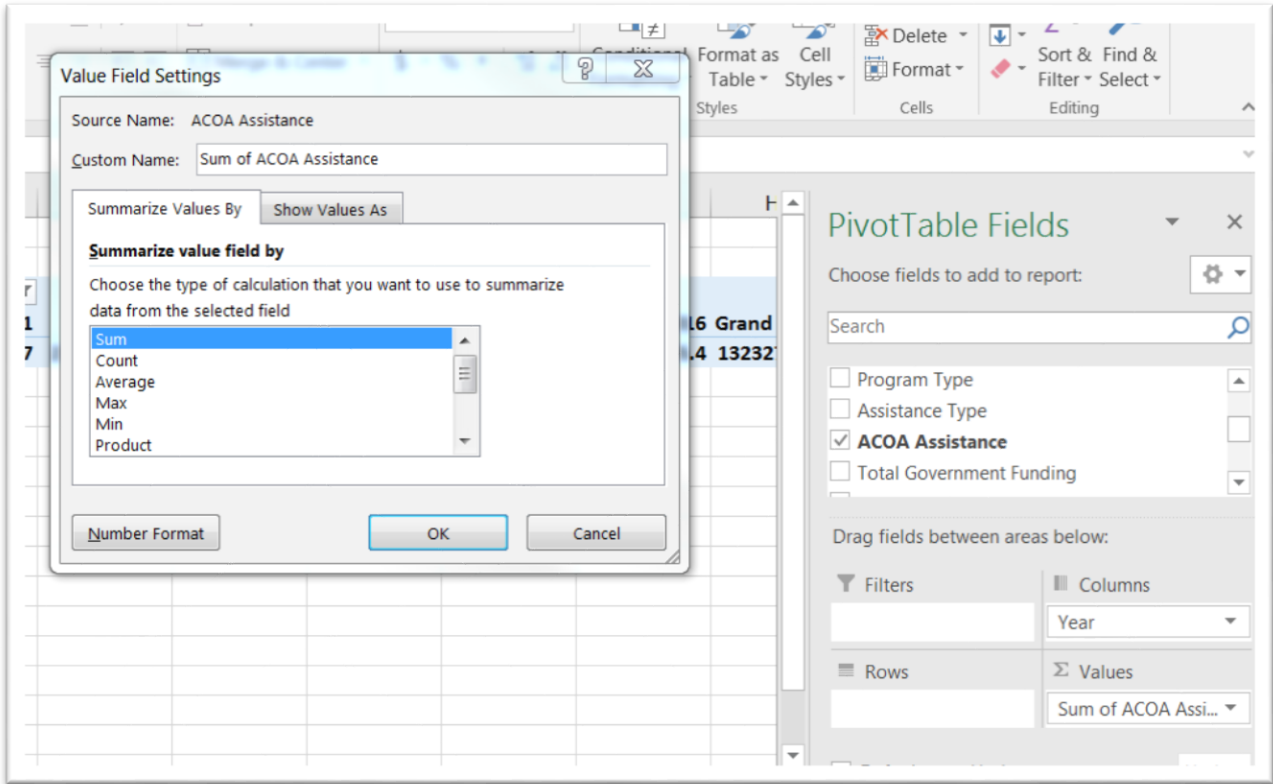 Delete
Format as
Cell
Sort &
Find &
Format
Table
Styles
Filter
Select
Styles
Cells
Editing
Value Field Settings
Source Name: ACOA Assistance
Custom Name: Sum of ACOA Assistance
Summarize Values By
Show Values As
Summarize value field by
Choose the type of calculation that you want to use to summarize
data from the selected field
Sum
Count
Average
Max
Min
Product
Number Format
OK
Cancel
H
1
16 Grand
7
.4 13232
PivotTable Fields
Choose fields to add to report:
Search
Program Type
Assistance Type
ACOA Assistance
Total Government Funding
Drag fields between areas below:
Filters
Columns
Year
Rows
Σ Values
Sum of ACOA Assi...